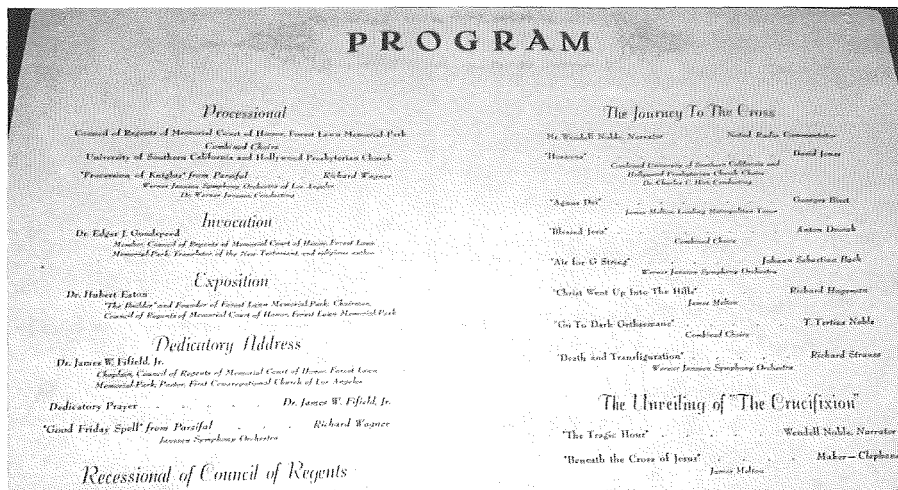 PROGRAM
Processional
Council of Regents of Memorial Court of Honor, Forest Lawn Memorial-Park
Combined Choirs
University of Southern California and Hollywood Presbyterian Church
"Procession of Knights" from Parsifal . . . Richard Wagner
Werner Janssen Symphony Orchestra of Los Angeles
Dr. Werner Janssen, Conducting
Invocation
Dr. Edgar J. Goodspeed
Member, Council of Regents of Memorial Court of Honor, Forest Lawn
Memorial-Park, Translator of the New Testament, and religious author
Exposition
Dr. Hubert Eaton
"The Builder" and Founder of Forest Lawn Memorial-Park; Chairman,
Council of Regents of Memorial Court of Honor, Forest Lawn Memorial-Park
Dedicatory Address
Dr. James W. Fifield, Jr.
Chaplain, Council of Regents of Memorial Court of Honor, Forest Lawn
Memorial-Park, Pastor, First Congregational Church of Los Angeles
Dedicatory Prayer . . . . Dr. James W. Fifield, Jr.
"Good Friday Spell" from Parsifal . . . Richard Wagner
Janssen Symphony Orchestra
Recessional of Council of Regents
The Journey To The Cross
Mr. Wendell Noble, Narrator Noted Radio Commentator
"Hosanna" David Jones
Combined University of Southern California and
Hollywood Presbyterian Church Choirs
Dr. Charles C. Hirt, Conducting
"Agnus Dei" . . . Georges Bizet
James Melton, Leading Metropolitan Tenor
"Blessed Jesu" . . . Anton Dvorak
Combined Choirs
"Air for G String" . . . Johann Sebastian Bach
Werner Janssen Symphony Orchestra
"Christ Went Up Into The Hills" . . Richard Hageman
James Melton
"Go To Dark Gethsemane" . . . T. Tertius Noble
Combined Choirs
"Death and Transfiguration" . . . . Richard Strauss
Werner Janssen Symphony Orchestra
The Unveiling of "The Crucifixion"
"The Tragic Hour" . . . . Wendell Noble, Narrator
"Beneath the Cross of Jesus" . . . Maker—Clephane
James Melton